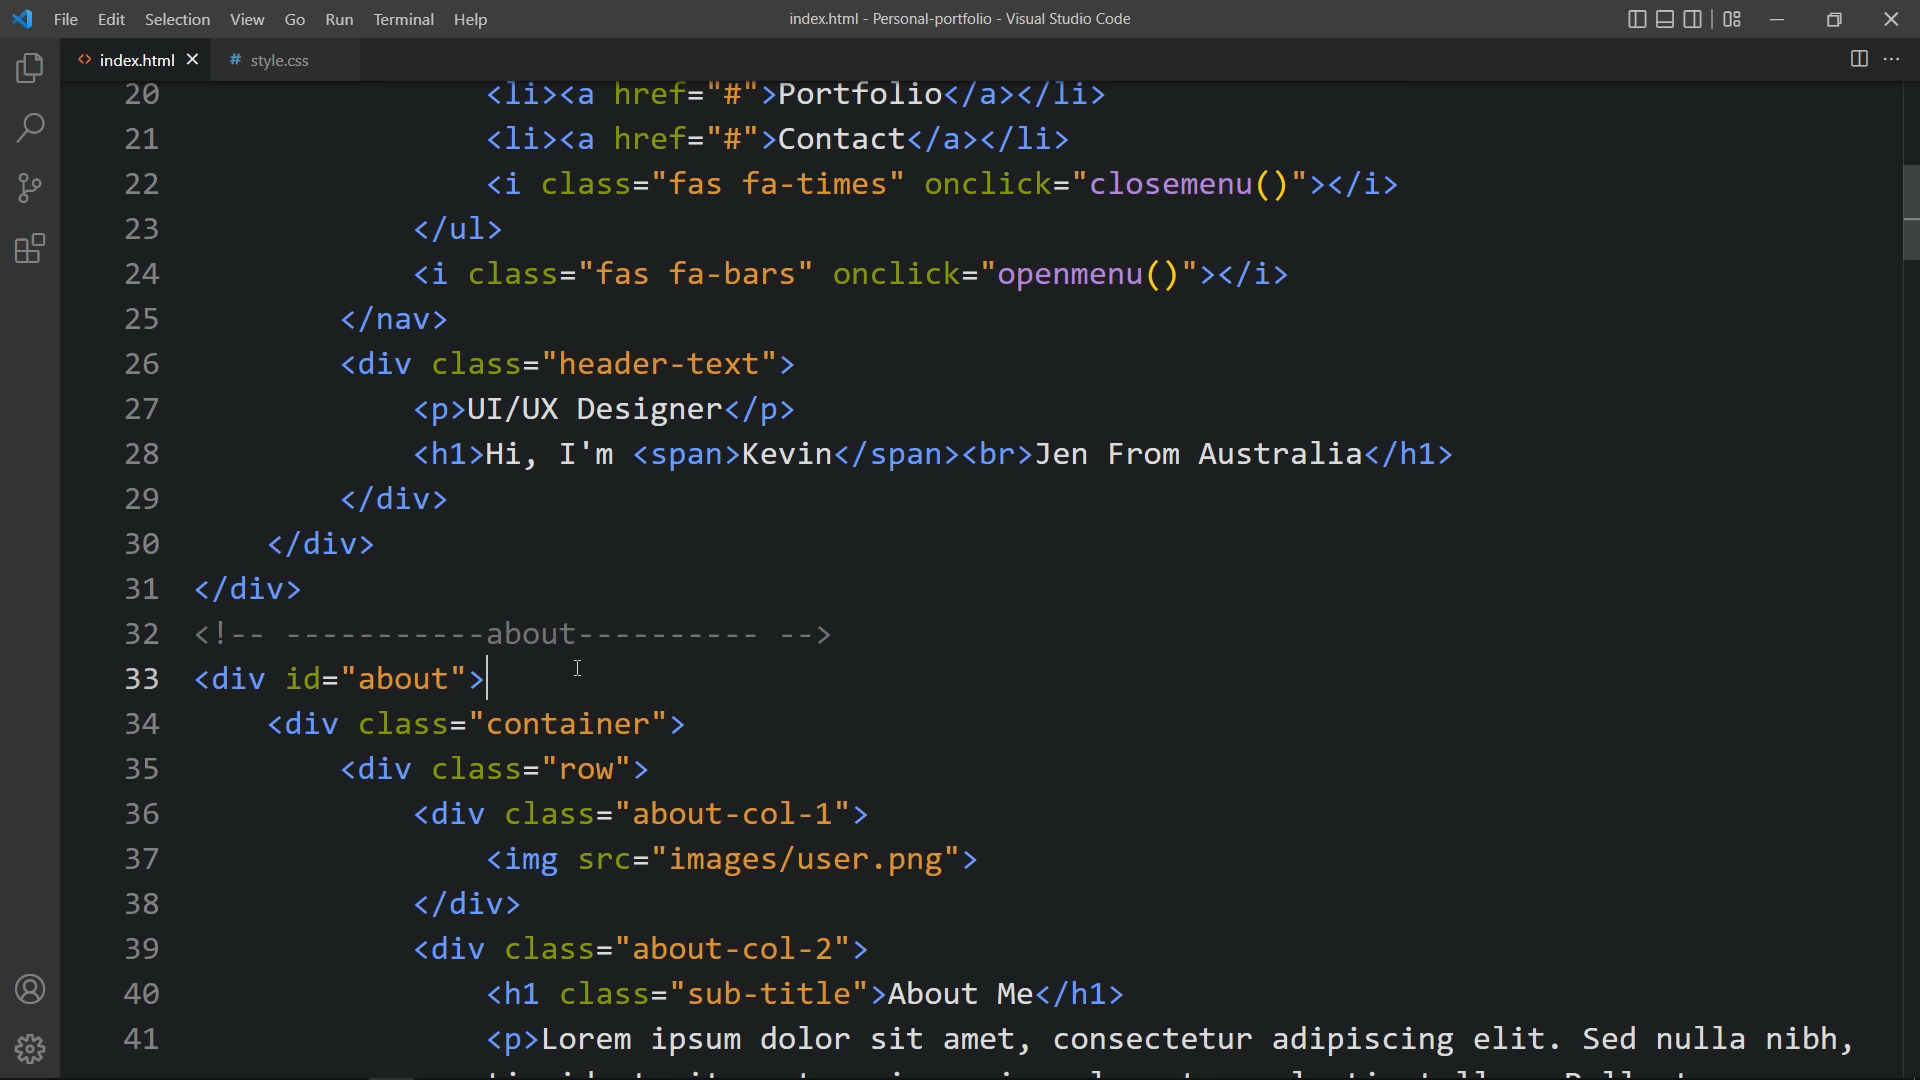 File Edit Selection View Go Run Terminal Help index.html - Personal-portfolio - Visual Studio Code
<> index.html # style.css
20 <li><a href="#">Portfolio</a></li>
21 <li><a href="#">Contact</a></li>
22 <i class="fas fa-times" onclick="closemenu()"></i>
23 </ul>
24 <i class="fas fa-bars" onclick="openmenu()"></i>
25 </nav>
26 <div class="header-text">
27 <p>UI/UX Designer</p>
28 <h1>Hi, I'm <span>Kevin</span><br>Jen From Australia</h1>
29 </div>
30 </div>
31 </div>
32 <!-- -----------about---------- -->
33 <div id="about">
34 <div class="container">
35 <div class="row">
36 <div class="about-col-1">
37 <img src="images/user.png">
38 </div>
39 <div class="about-col-2">
40 <h1 class="sub-title">About Me</h1>
41 <p>Lorem ipsum dolor sit amet, consectetur adipiscing elit. Sed nulla nibh,